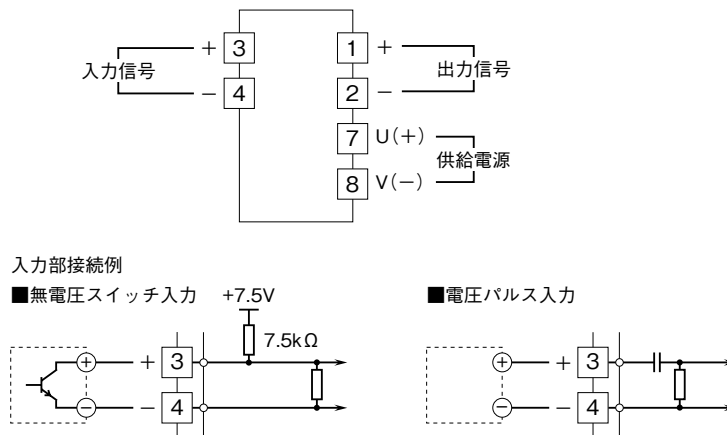 + 3 1 +
入力信号 出力信号
− 4 2 −
7 U(+)
供給電源
8 V(−)
入力部接続例
■無電圧スイッチ入力 +7.5V ■電圧パルス入力
7.5kΩ
+ + 3 + + 3
− − 4 − − 4